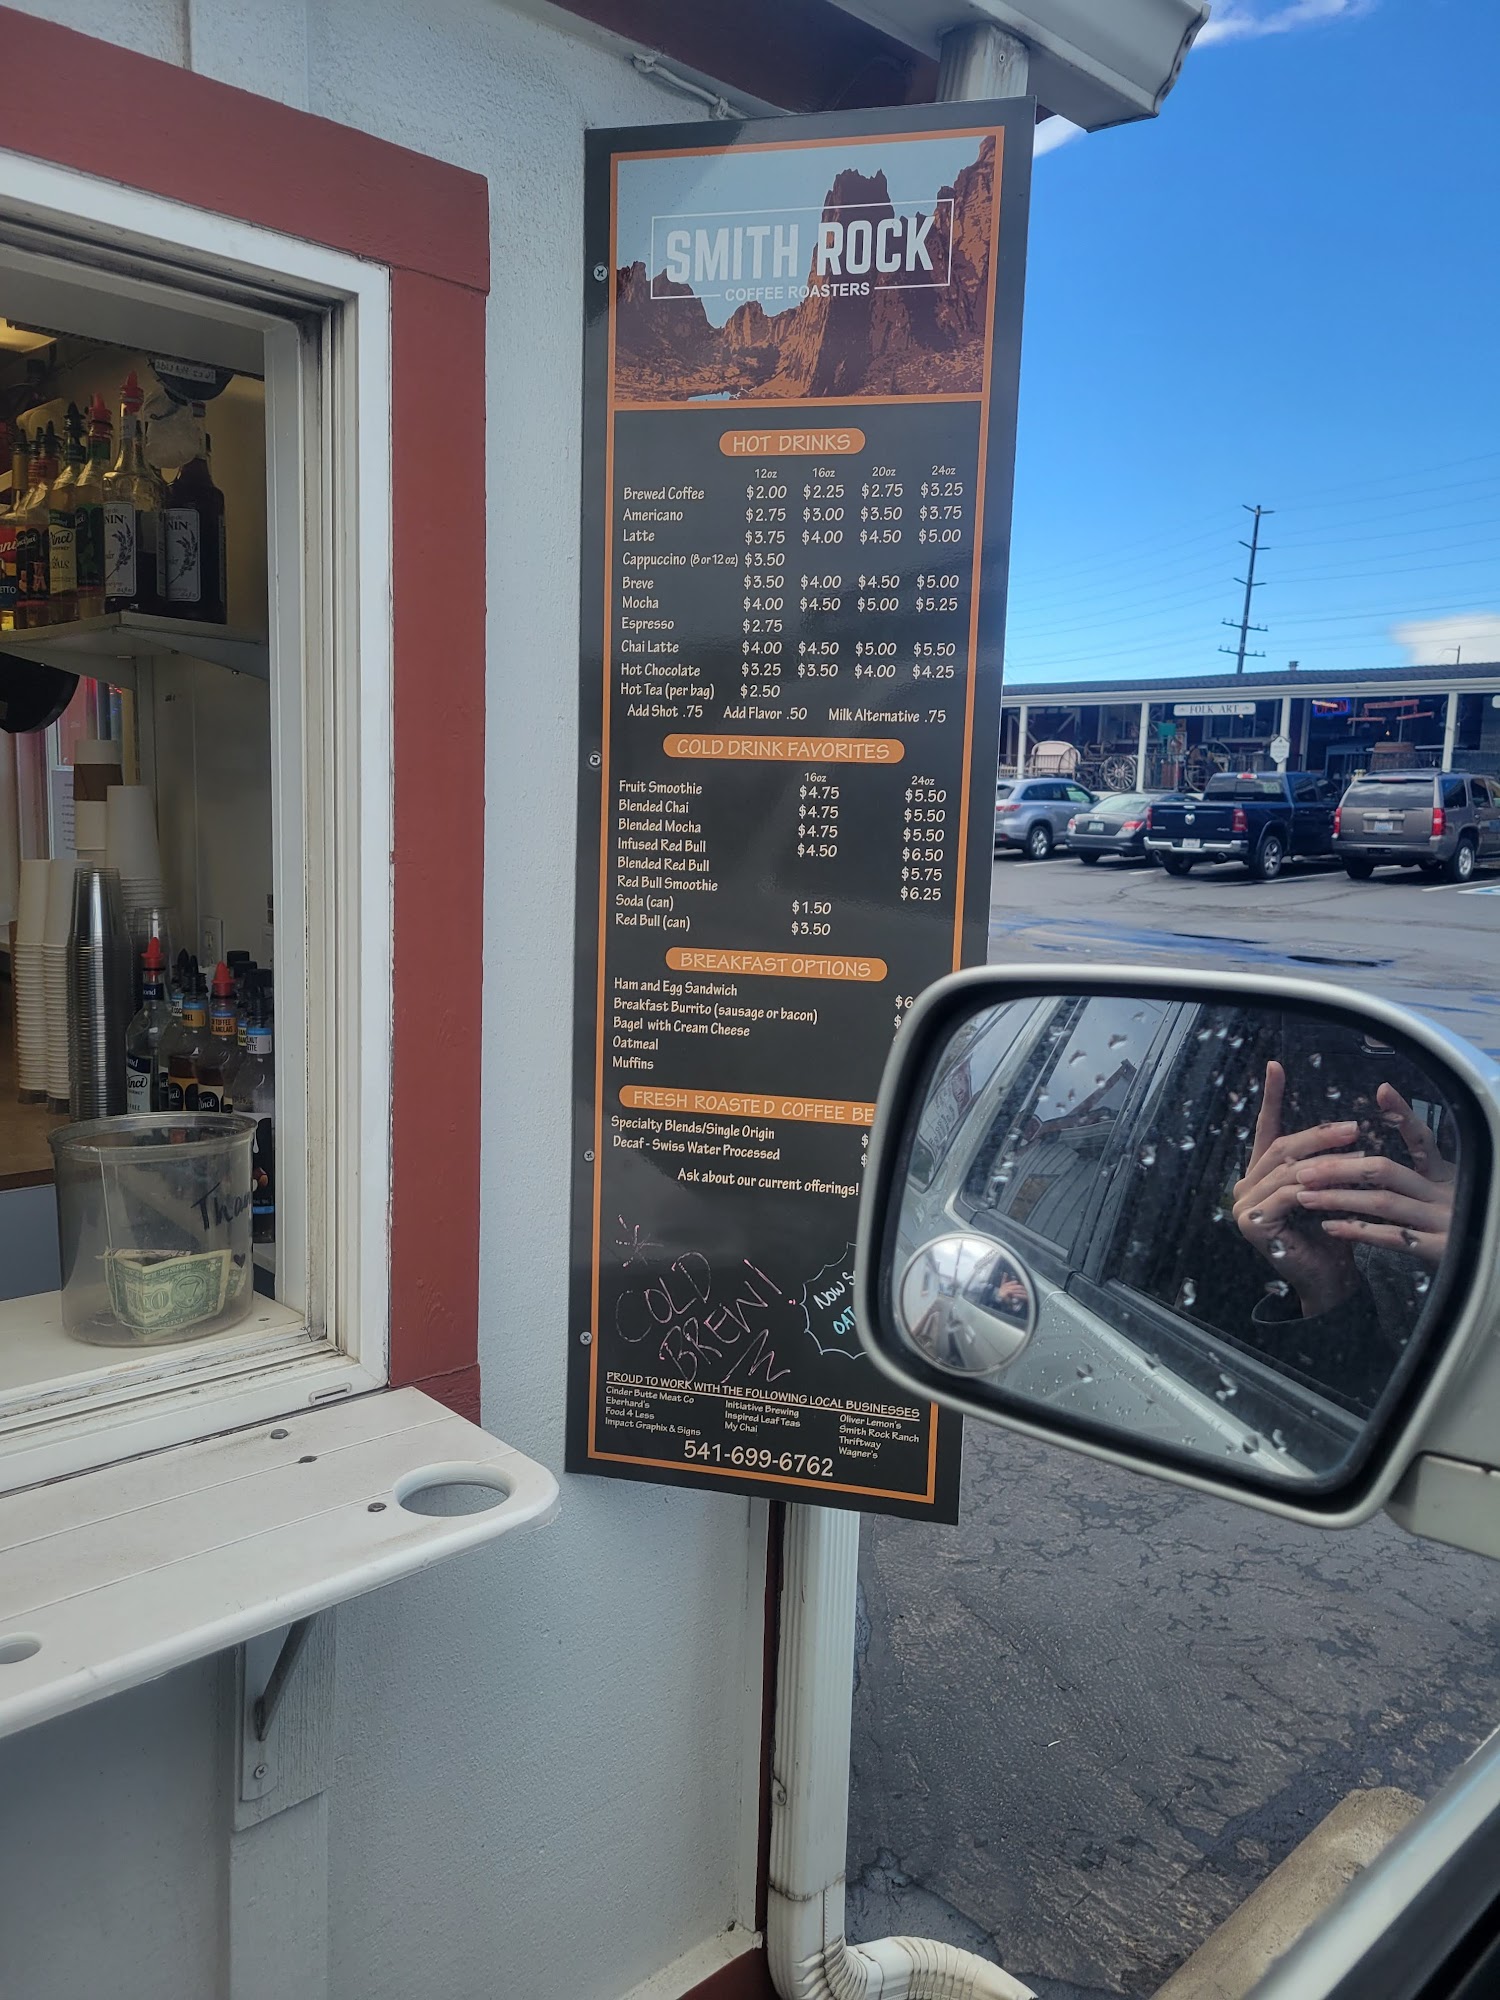 SMITH ROCK
COFFEE ROASTERS
HOT DRINKS
12oz 16oz 20oz 24oz
Brewed Coffee $2.00 $2.25 $2.75 $3.25
Americano $2.75 $3.00 $3.50 $3.75
Latte $3.75 $4.00 $4.50 $5.00
Cappuccino (8 or 12oz) $3.50
Breve $3.50 $4.00 $4.50 $5.00
Mocha $4.00 $4.50 $5.00 $5.25
Espresso $2.75
Chai Latte $4.00 $4.50 $5.00 $5.50
Hot Chocolate $3.25 $3.50 $4.00 $4.25
Hot Tea (per bag) $2.50
Add Shot .75 Add Flavor .50 Milk Alternative .75
COLD DRINK FAVORITES
16oz 24oz
Fruit Smoothie $4.75 $5.50
Blended Chai $4.75 $5.50
Blended Mocha $4.75 $5.50
Infused Red Bull $4.50 $6.50
Blended Red Bull $5.75
Red Bull Smoothie $6.25
Soda (can) $1.50
Red Bull (can) $3.50
BREAKFAST OPTIONS
Ham and Egg Sandwich $6
Breakfast Burrito (sausage or bacon) $
Bagel with Cream Cheese
Oatmeal
Muffins
FRESH ROASTED COFFEE BE
Specialty Blends/Single Origin $
Decaf - Swiss Water Processed $
Ask about our current offerings!
COLD
BREW!
NOW S
OAT
PROUD TO WORK WITH THE FOLLOWING LOCAL BUSINESSES
Cinder Butte Meat Co Initiative Brewing Oliver Lemon's
Eberhard's Inspired Leaf Teas Smith Rock Ranch
Food 4 Less My Chai Thriftway
Impact Graphix & Signs Wagner's
541-699-6762
FOLK ART